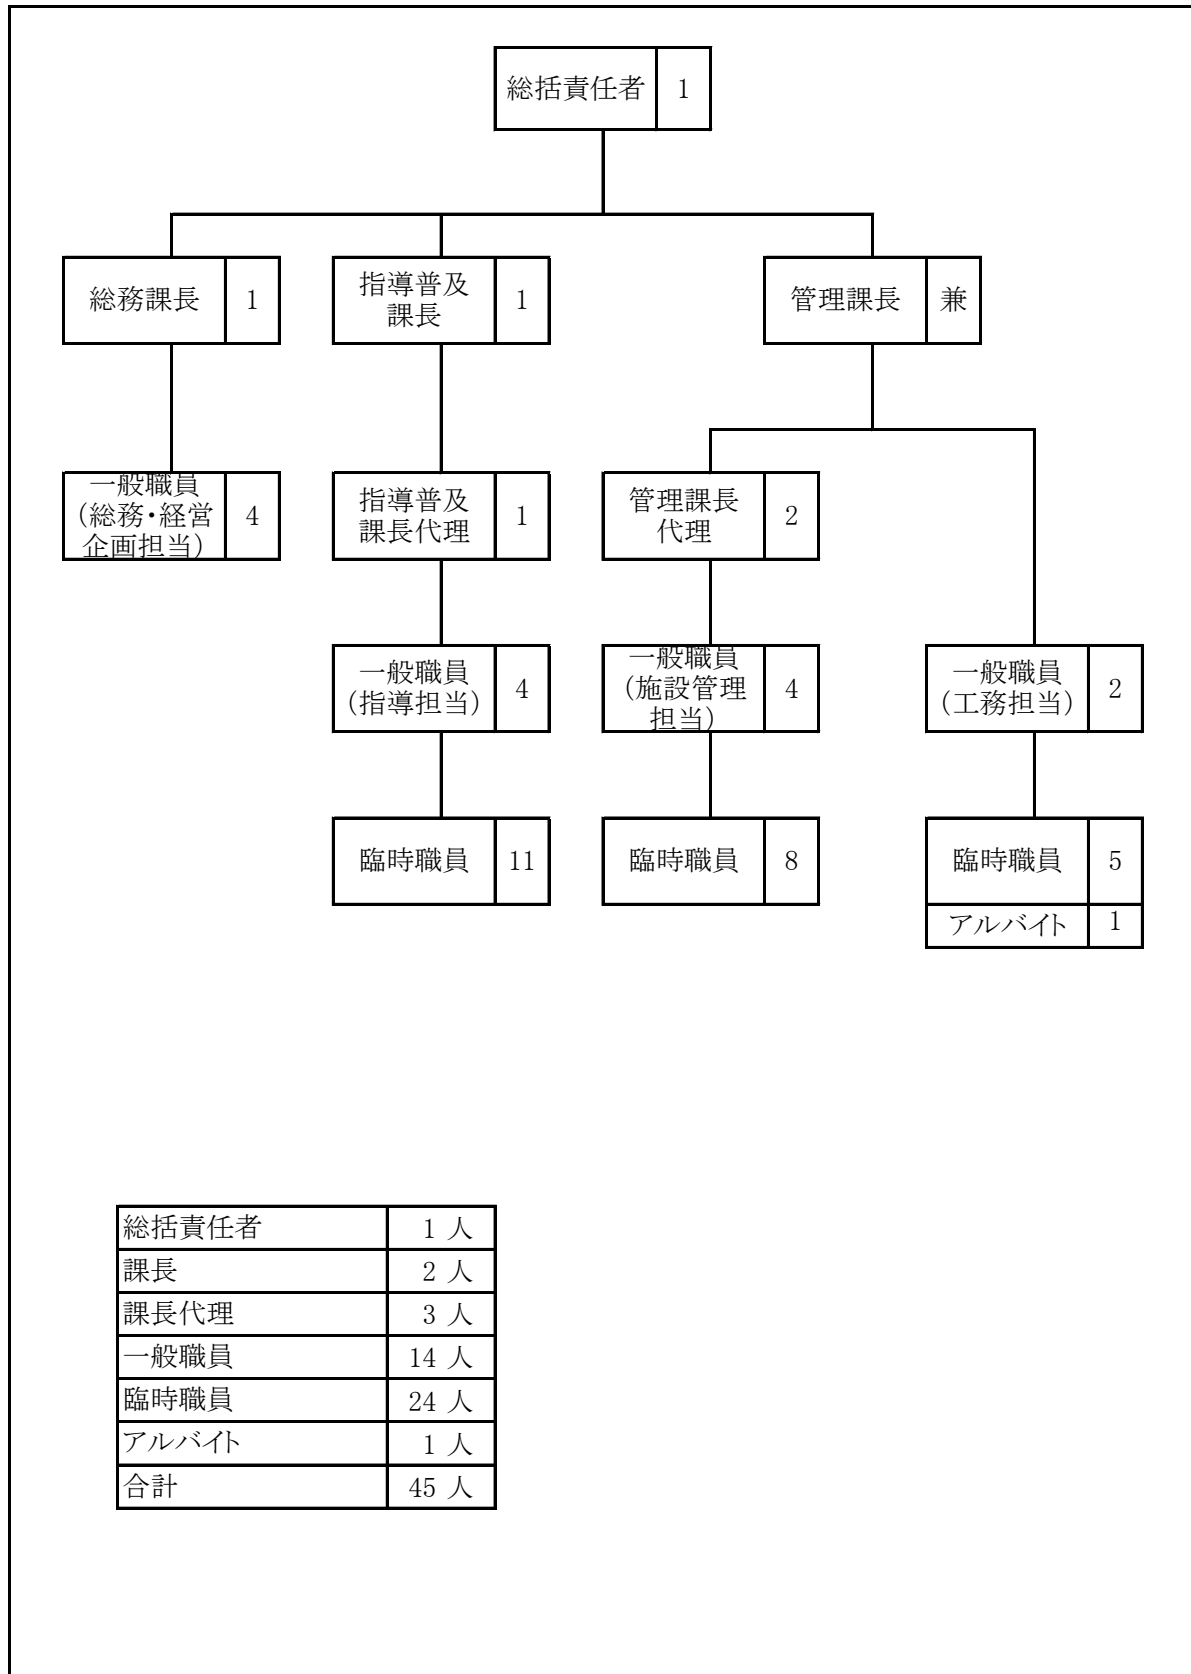 総括責任者 1
総務課長 1
指導普及
課長 1
管理課長 兼
一般職員
(総務・経営
企画担当) 4
指導普及
課長代理 1
管理課長
代理 2
一般職員
(指導担当) 4
一般職員
(施設管理
担当) 4
一般職員
(工務担当) 2
臨時職員 11
臨時職員 8
臨時職員 5
アルバイト 1
総括責任者 1 人
課長 2 人
課長代理 3 人
一般職員 14 人
臨時職員 24 人
アルバイト 1 人
合計 45 人